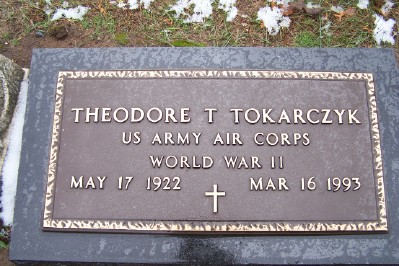 THEODORE T TOKARCZYK
US ARMY AIR CORPS
WORLD WAR II
MAY 17 1922 MAR 16 1993